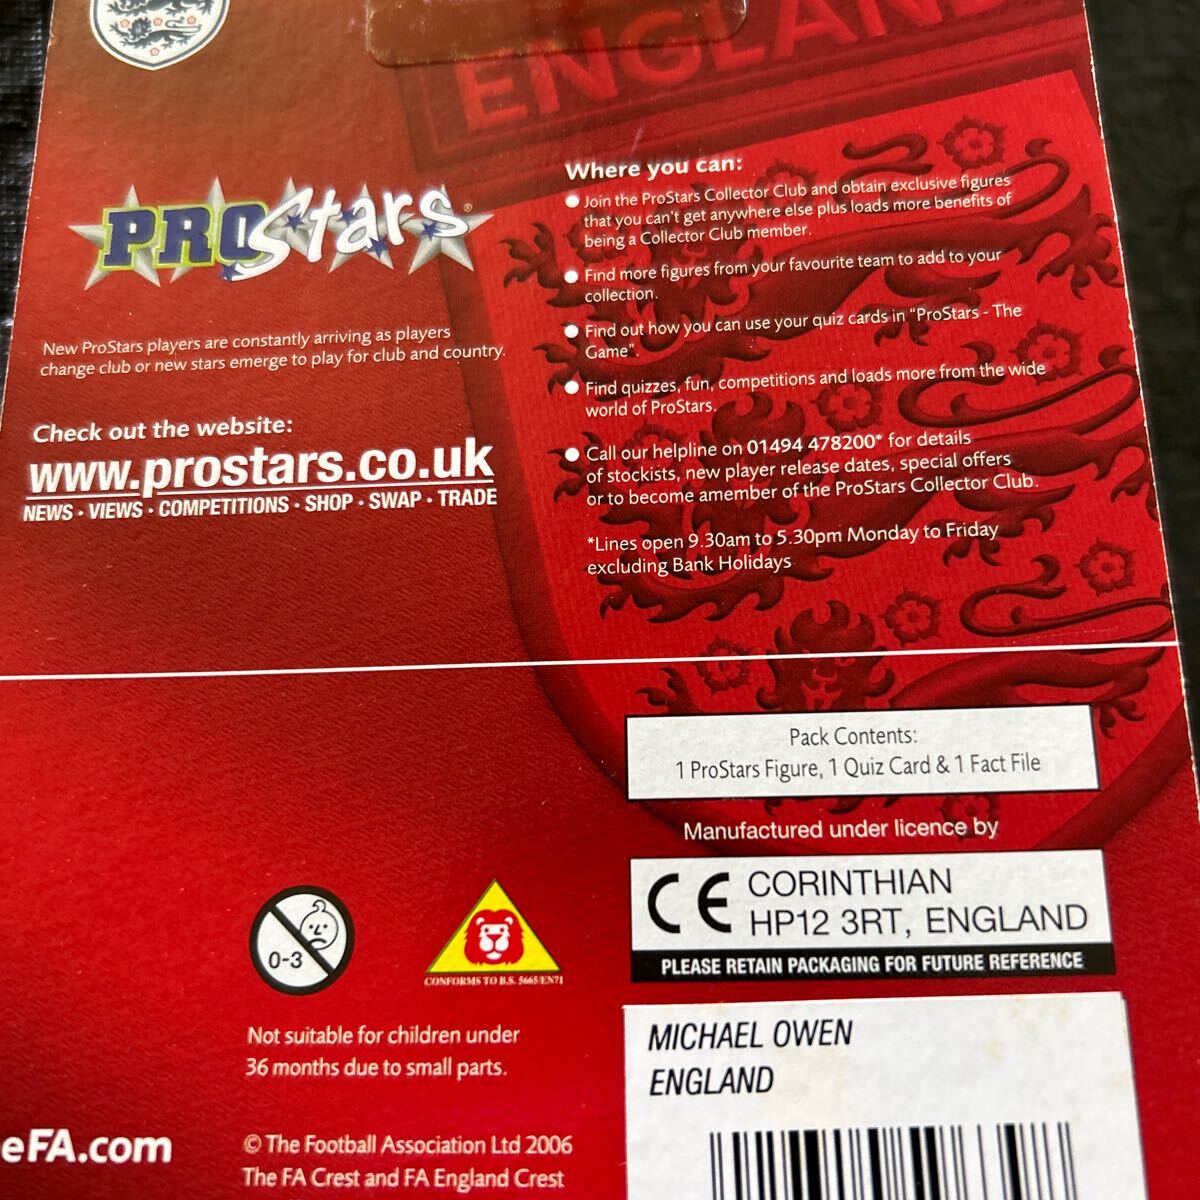 ENGLAND
PROStars®
New ProStars players are constantly arriving as players
change club or new stars emerge to play for club and country.
Check out the website:
www.prostars.co.uk
NEWS · VIEWS · COMPETITIONS · SHOP · SWAP · TRADE
Where you can:
● Join the ProStars Collector Club and obtain exclusive figures
that you can't get anywhere else plus loads more benefits of
being a Collector Club member.
● Find more figures from your favourite team to add to your
collection.
● Find out how you can use your quiz cards in "ProStars - The
Game".
● Find quizzes, fun, competitions and loads more from the wide
world of ProStars.
● Call our helpline on 01494 478200* for details
of stockists, new player release dates, special offers
or to become amember of the ProStars Collector Club.
*Lines open 9.30am to 5.30pm Monday to Friday
excluding Bank Holidays
Pack Contents:
1 ProStars Figure, 1 Quiz Card & 1 Fact File
Manufactured under licence by
CE CORINTHIAN
HP12 3RT, ENGLAND
PLEASE RETAIN PACKAGING FOR FUTURE REFERENCE
0-3
CONFORMS TO B.S. 5665/EN71
Not suitable for children under
36 months due to small parts.
MICHAEL OWEN
ENGLAND
eFA.com
© The Football Association Ltd 2006
The FA Crest and FA England Crest